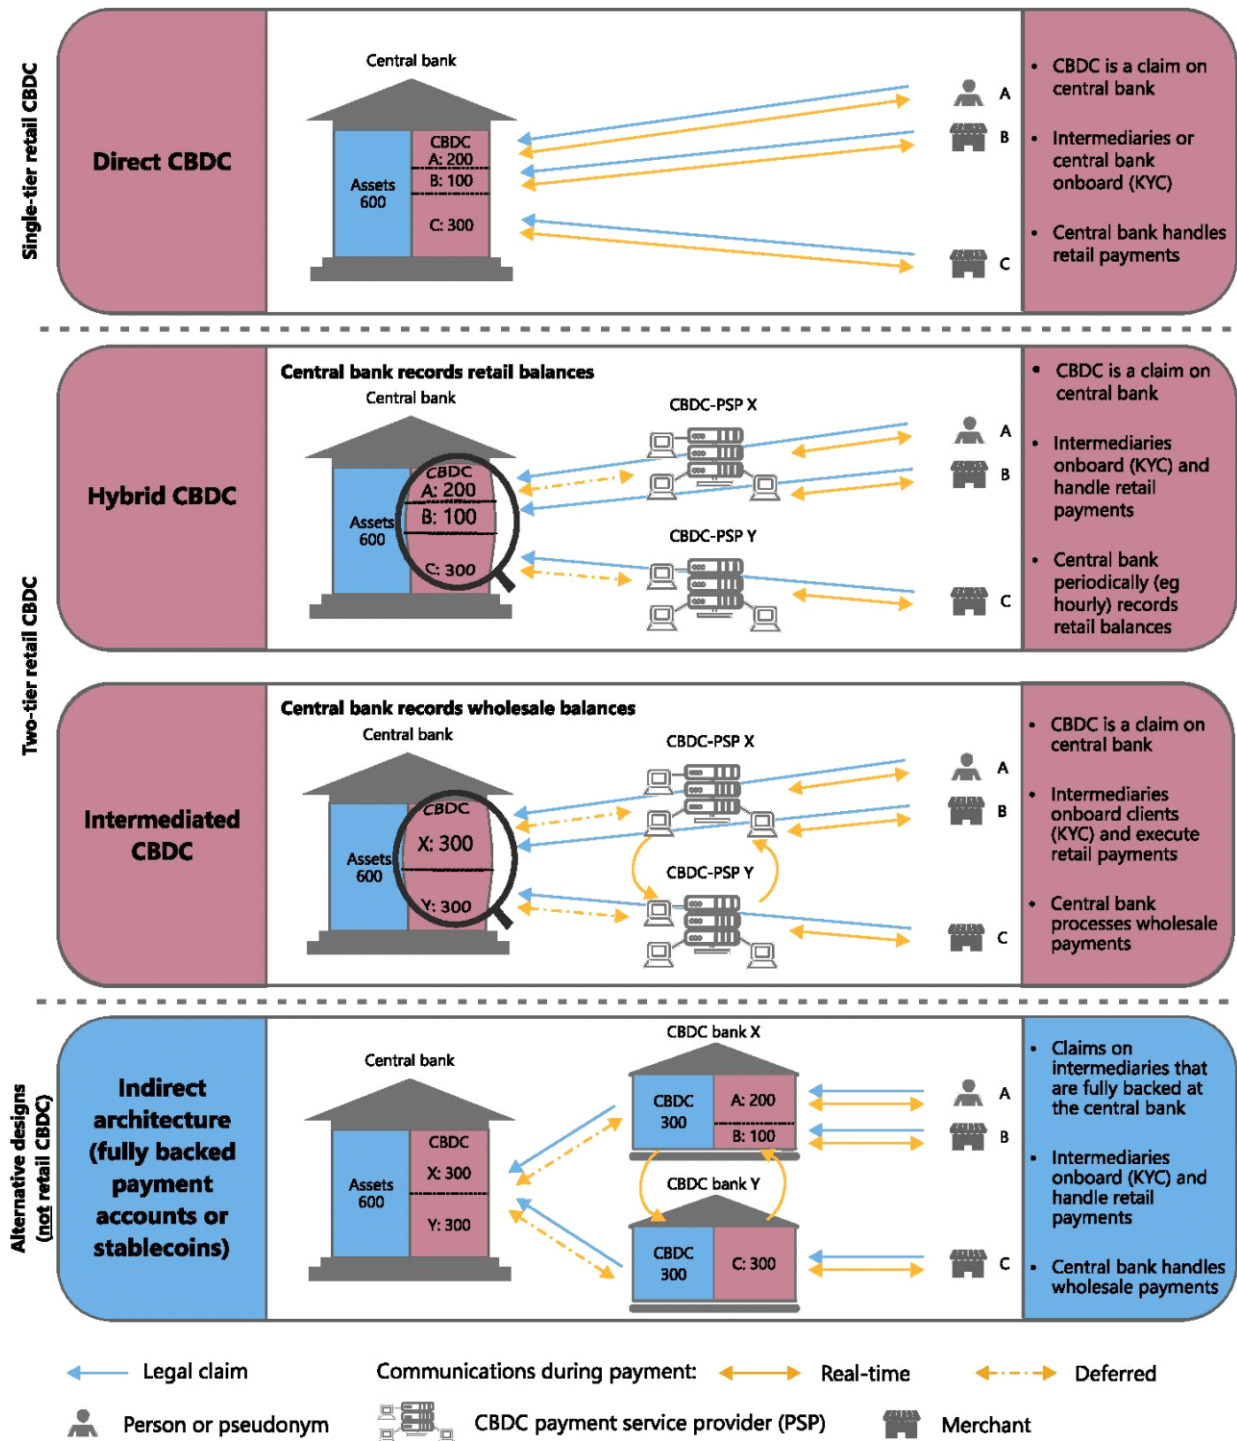 Single-tier retail CBDC
Direct CBDC
Central bank
Assets
600
CBDC
A: 200
B: 100
C: 300
A
B
C
• CBDC is a claim on
central bank
• Intermediaries or
central bank
onboard (KYC)
• Central bank handles
retail payments
Two-tier retail CBDC
Hybrid CBDC
Central bank records retail balances
Central bank
Assets
600
CBDC
A: 200
B: 100
C: 300
CBDC-PSP X
CBDC-PSP Y
A
B
C
• CBDC is a claim on
central bank
• Intermediaries
onboard (KYC) and
handle retail
payments
• Central bank
periodically (eg
hourly) records
retail balances
Intermediated
CBDC
Central bank records wholesale balances
Central bank
Assets
600
CBDC
X: 300
Y: 300
CBDC-PSP X
CBDC-PSP Y
A
B
C
• CBDC is a claim on
central bank
• Intermediaries
onboard clients
(KYC) and execute
retail payments
• Central bank
processes wholesale
payments
Alternative designs
(not retail CBDC)
Indirect
architecture
(fully backed
payment
accounts or
stablecoins)
Central bank
Assets
600
CBDC
X: 300
Y: 300
CBDC bank X
CBDC
300
A: 200
B: 100
CBDC bank Y
CBDC
300
C: 300
A
B
C
• Claims on
intermediaries that
are fully backed at
the central bank
• Intermediaries
onboard (KYC) and
handle retail
payments
• Central bank handles
wholesale payments
Legal claim
Communications during payment:
Real-time
Deferred
Person or pseudonym
CBDC payment service provider (PSP)
Merchant